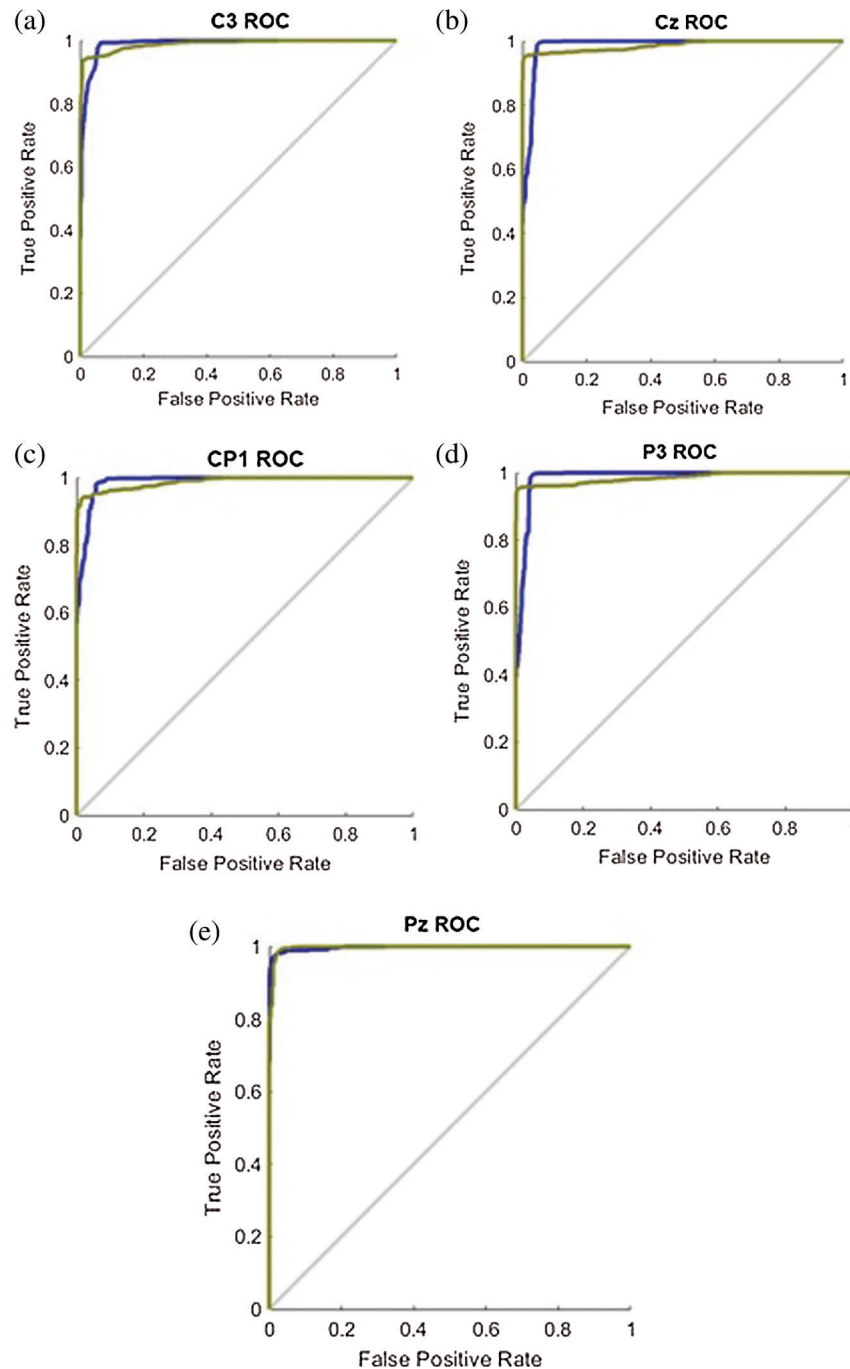 (a)
C3 ROC
1
0.8
0.6
0.4
0.2
0
True Positive Rate
0 0.2 0.4 0.6 0.8 1
False Positive Rate
(b)
Cz ROC
1
0.8
0.6
0.4
0.2
0
True Positive Rate
0 0.2 0.4 0.6 0.8 1
False Positive Rate
(c)
CP1 ROC
1
0.8
0.6
0.4
0.2
0
True Positive Rate
0 0.2 0.4 0.6 0.8 1
False Positive Rate
(d)
P3 ROC
1
0.8
0.6
0.4
0.2
0
True Positive Rate
0 0.2 0.4 0.6 0.8 1
False Positive Rate
(e)
Pz ROC
1
0.8
0.6
0.4
0.2
0
True Positive Rate
0 0.2 0.4 0.6 0.8 1
False Positive Rate